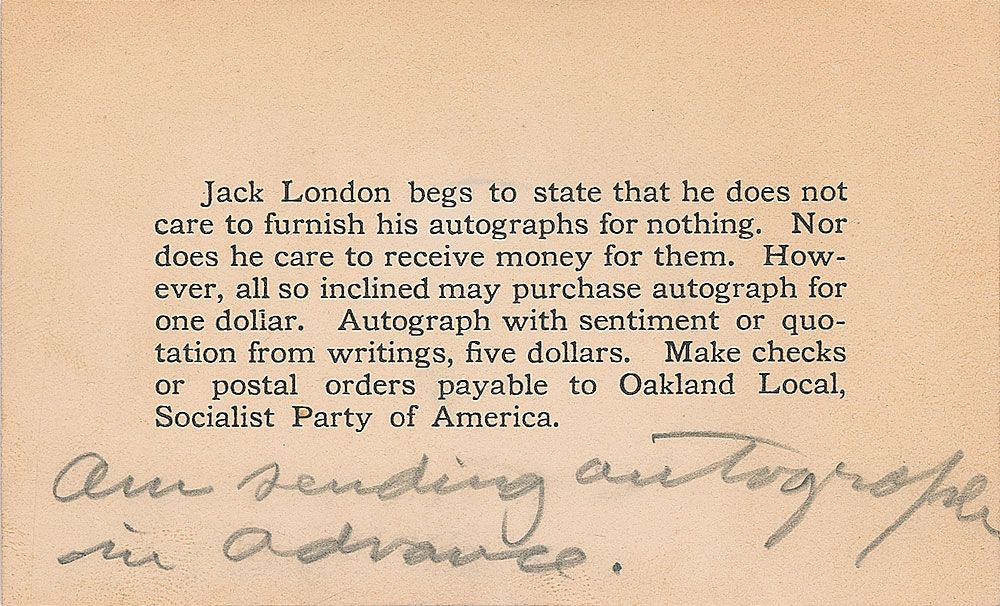 Jack London begs to state that he does not
care to furnish his autographs for nothing. Nor
does he care to receive money for them. How-
ever, all so inclined may purchase autograph for
one dollar. Autograph with sentiment or quo-
tation from writings, five dollars. Make checks
or postal orders payable to Oakland Local,
Socialist Party of America.
Am sending autograph
in advance.